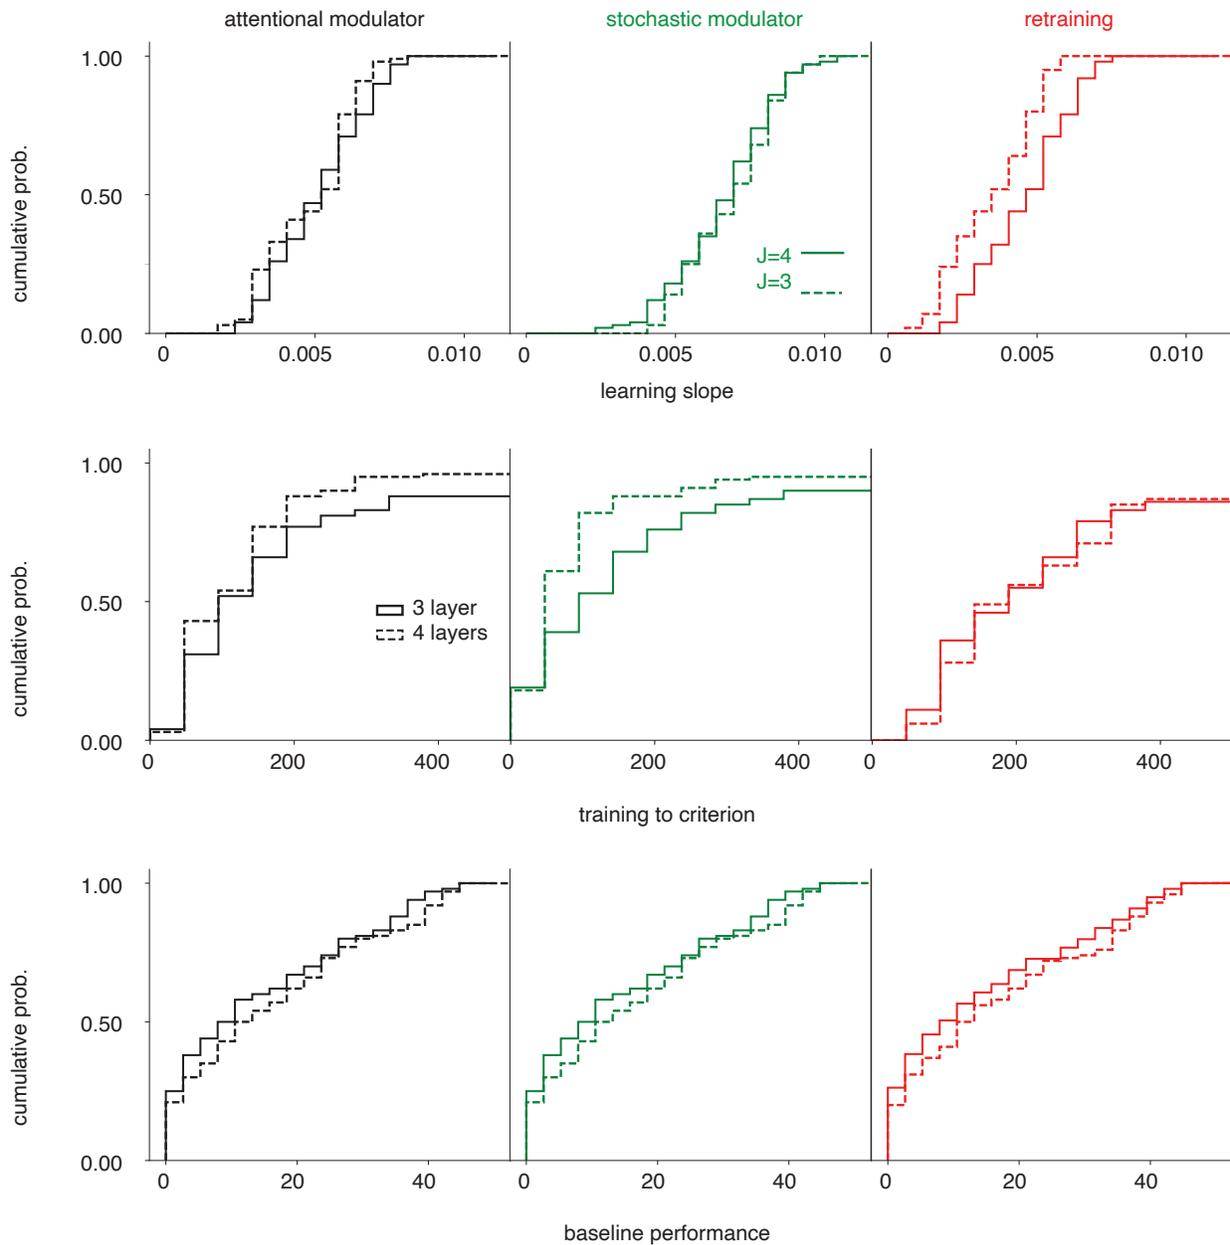 attentional modulator stochastic modulator retraining
cumulative prob.
1.00
0.50
0.00
J=4
J=3
0 0.005 0.010 0 0.005 0.010 0 0.005 0.010
learning slope
cumulative prob.
1.00
0.50
0.00
3 layer
4 layers
0 200 400 0 200 400 0 200 400
training to criterion
cumulative prob.
1.00
0.50
0.00
0 20 40 0 20 40 0 20 40
baseline performance